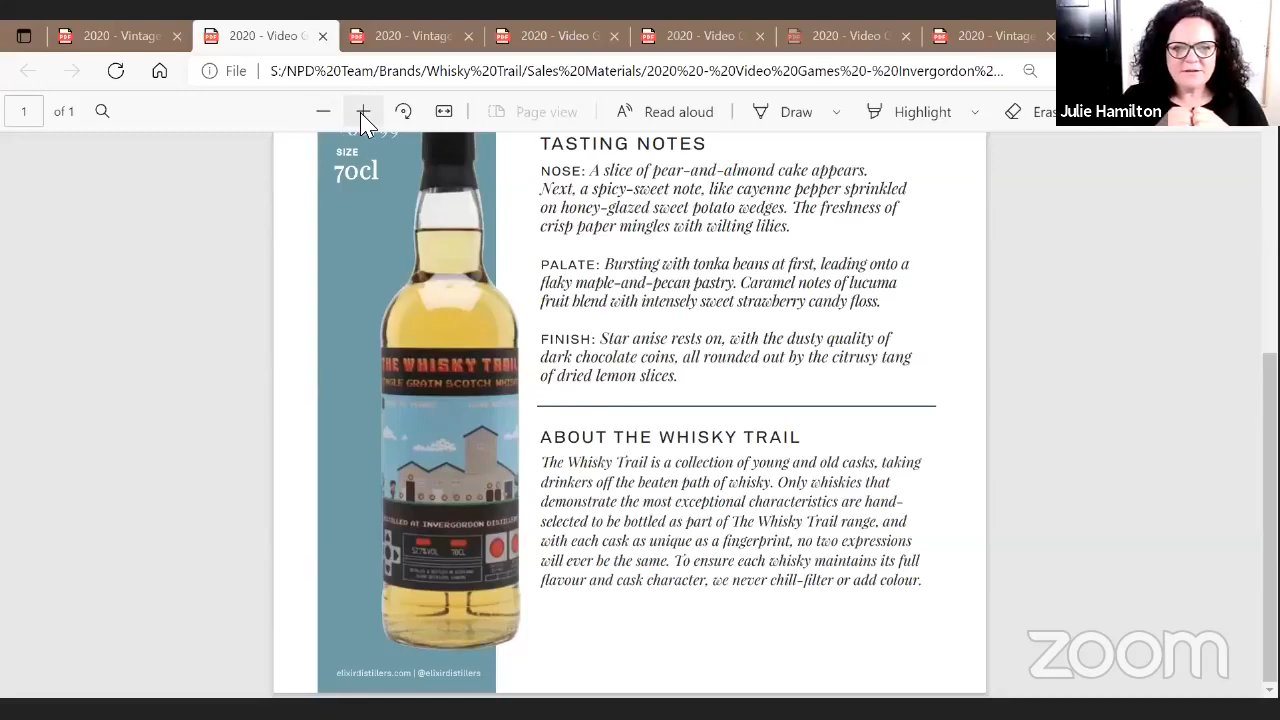 2020 - Vintage
2020 - Video G
2020 - Vintag
2020 - Video G
2020 - Video G
2020 - Video G
2020 - Vintag
File
S:/NPD%20Team/Brands/Whisky%20Trail/Sales%20Materials/2020%20-%20Video%20Games%20-%20Invergordon%2...
1
of 1
Page view
Read aloud
Draw
Highlight
Eras
Julie Hamilton
SIZE
70cl
TASTING NOTES
NOSE: A slice of pear-and-almond cake appears.
Next, a spicy-sweet note, like cayenne pepper sprinkled
on honey-glazed sweet potato wedges. The freshness of
crisp paper mingles with wilting lilies.
PALATE: Bursting with tonka beans at first, leading onto a
flaky maple-and-pecan pastry. Caramel notes of lucuma
fruit blend with intensely sweet strawberry candy floss.
FINISH: Star anise rests on, with the dusty quality of
dark chocolate coins, all rounded out by the citrusy tang
of dried lemon slices.
ABOUT THE WHISKY TRAIL
The Whisky Trail is a collection of young and old casks, taking
drinkers off the beaten path of whisky. Only whiskies that
demonstrate the most exceptional characteristics are hand-
selected to be bottled as part of The Whisky Trail range, and
with each cask as unique as a fingerprint, no two expressions
will ever be the same. To ensure each whisky maintains its full
flavour and cask character, we never chill-filter or add colour.
THE WHISKY TRAIL
SINGLE GRAIN SCOTCH WHISKY
DISTILLED AT INVERGORDON DISTILLERY
52.7%VOL
70CL
elixirdistillers.com | @elixirdistillers
zoom